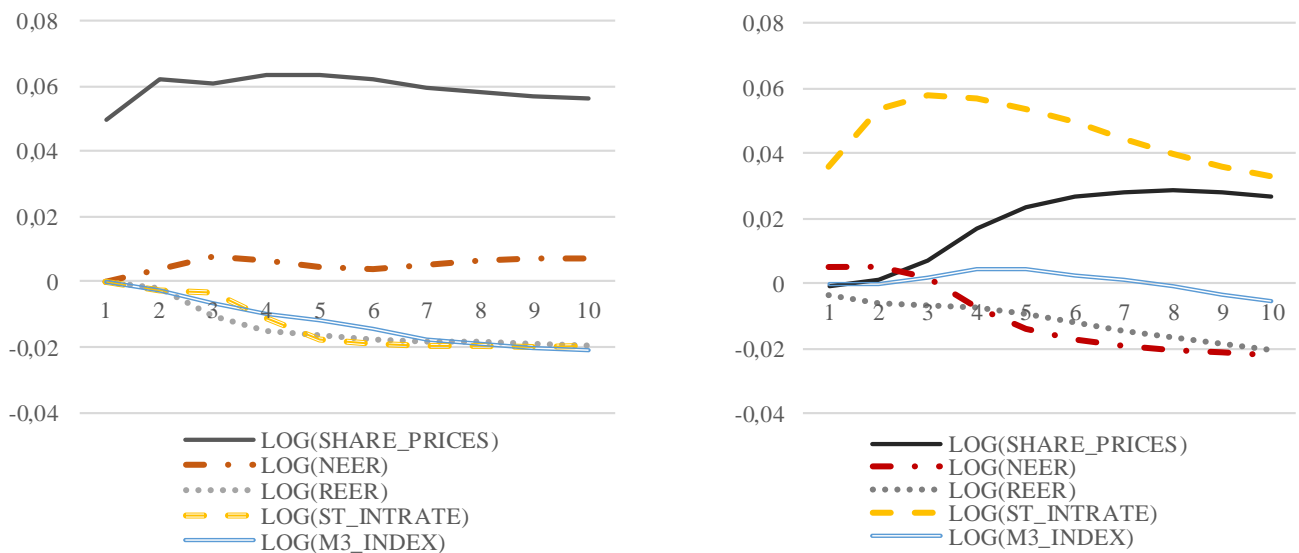 0,08
0,06
0,04
0,02
0
-0,02
-0,04
1 2 3 4 5 6 7 8 9 10
LOG(SHARE_PRICES)
LOG(NEER)
LOG(REER)
LOG(ST_INTRATE)
LOG(M3_INDEX)
0,08
0,06
0,04
0,02
0
-0,02
-0,04
1 2 3 4 5 6 7 8 9 10
LOG(SHARE_PRICES)
LOG(NEER)
LOG(REER)
LOG(ST_INTRATE)
LOG(M3_INDEX)